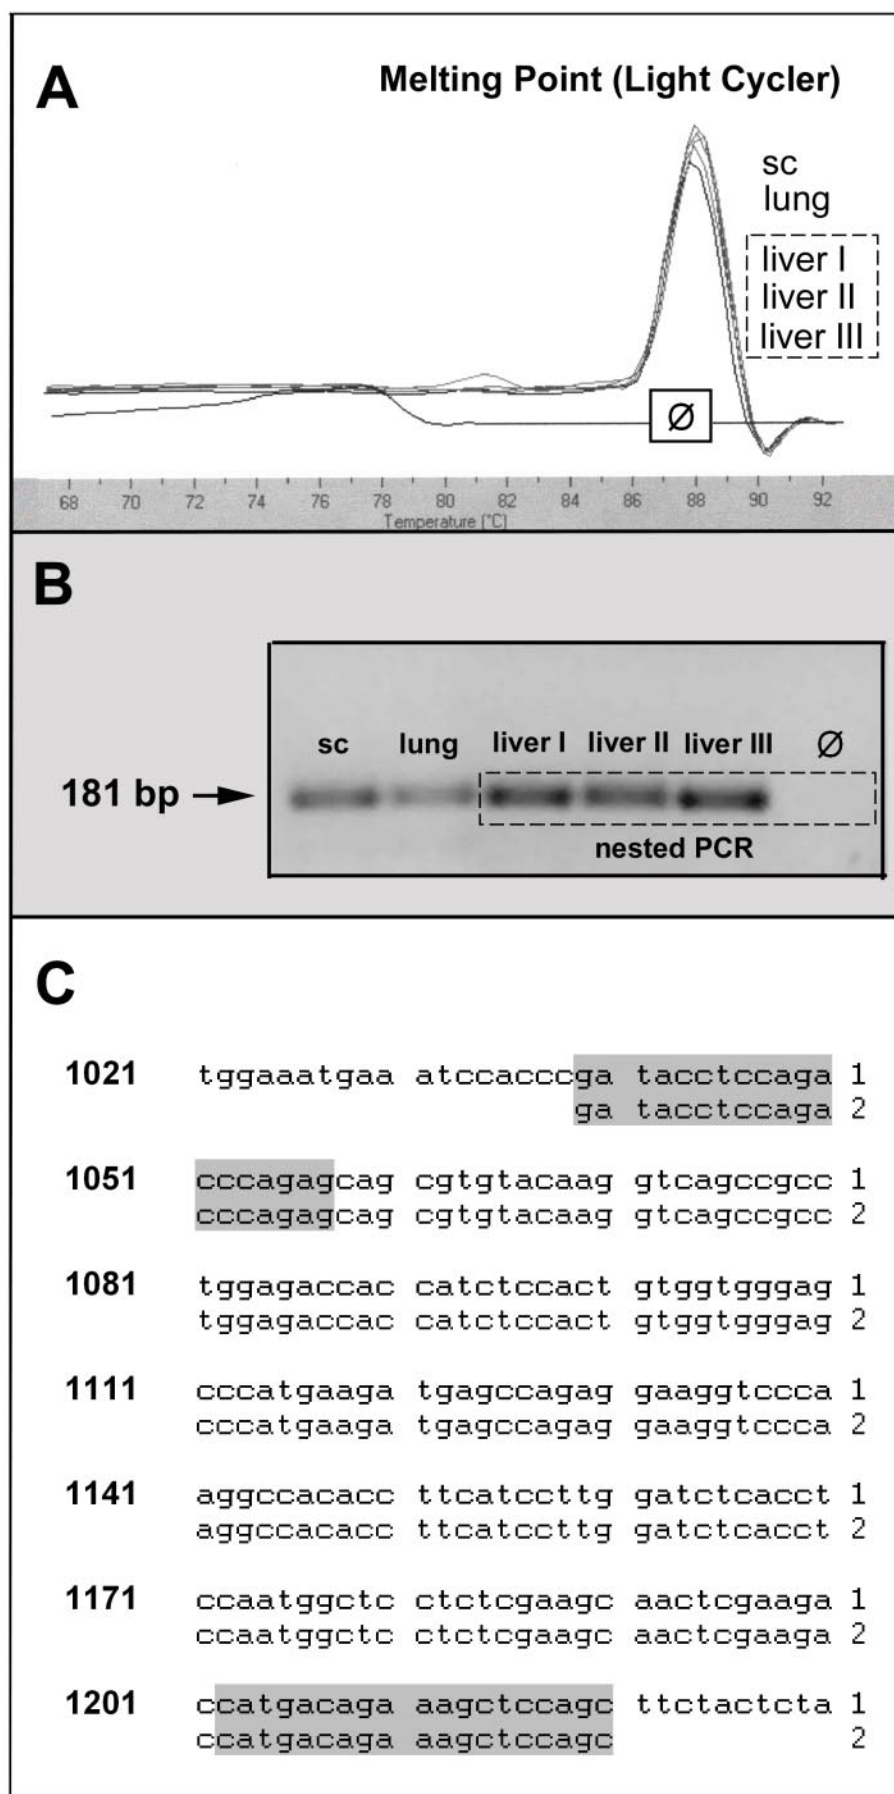 A
Melting Point (Light Cycler)
sc
lung
liver I
liver II
liver III
Ø
68 70 72 74 76 78 80 82 84 86 88 90 92
Temperature [°C]
B
sc lung liver I liver II liver III Ø
181 bp
nested PCR
C
1021 tggaaatgaa atccacccga tacctccaga 1
ga tacctccaga 2
1051 cccagagcag cgtgtacaag gtcagccgcc 1
cccagagcag cgtgtacaag gtcagccgcc 2
1081 tggagaccac catctccact gtggtgggag 1
tggagaccac catctccact gtggtgggag 2
1111 cccatgaaga tgagccagag gaaggtccca 1
cccatgaaga tgagccagag gaaggtccca 2
1141 aggccacacc ttcatccttg gatctcacct 1
aggccacacc ttcatccttg gatctcacct 2
1171 ccaatggctc ctctcgaagc aactcgaaga 1
ccaatggctc ctctcgaagc aactcgaaga 2
1201 ccatgacaga aagctccagc ttctactcta 1
ccatgacaga aagctccagc 2